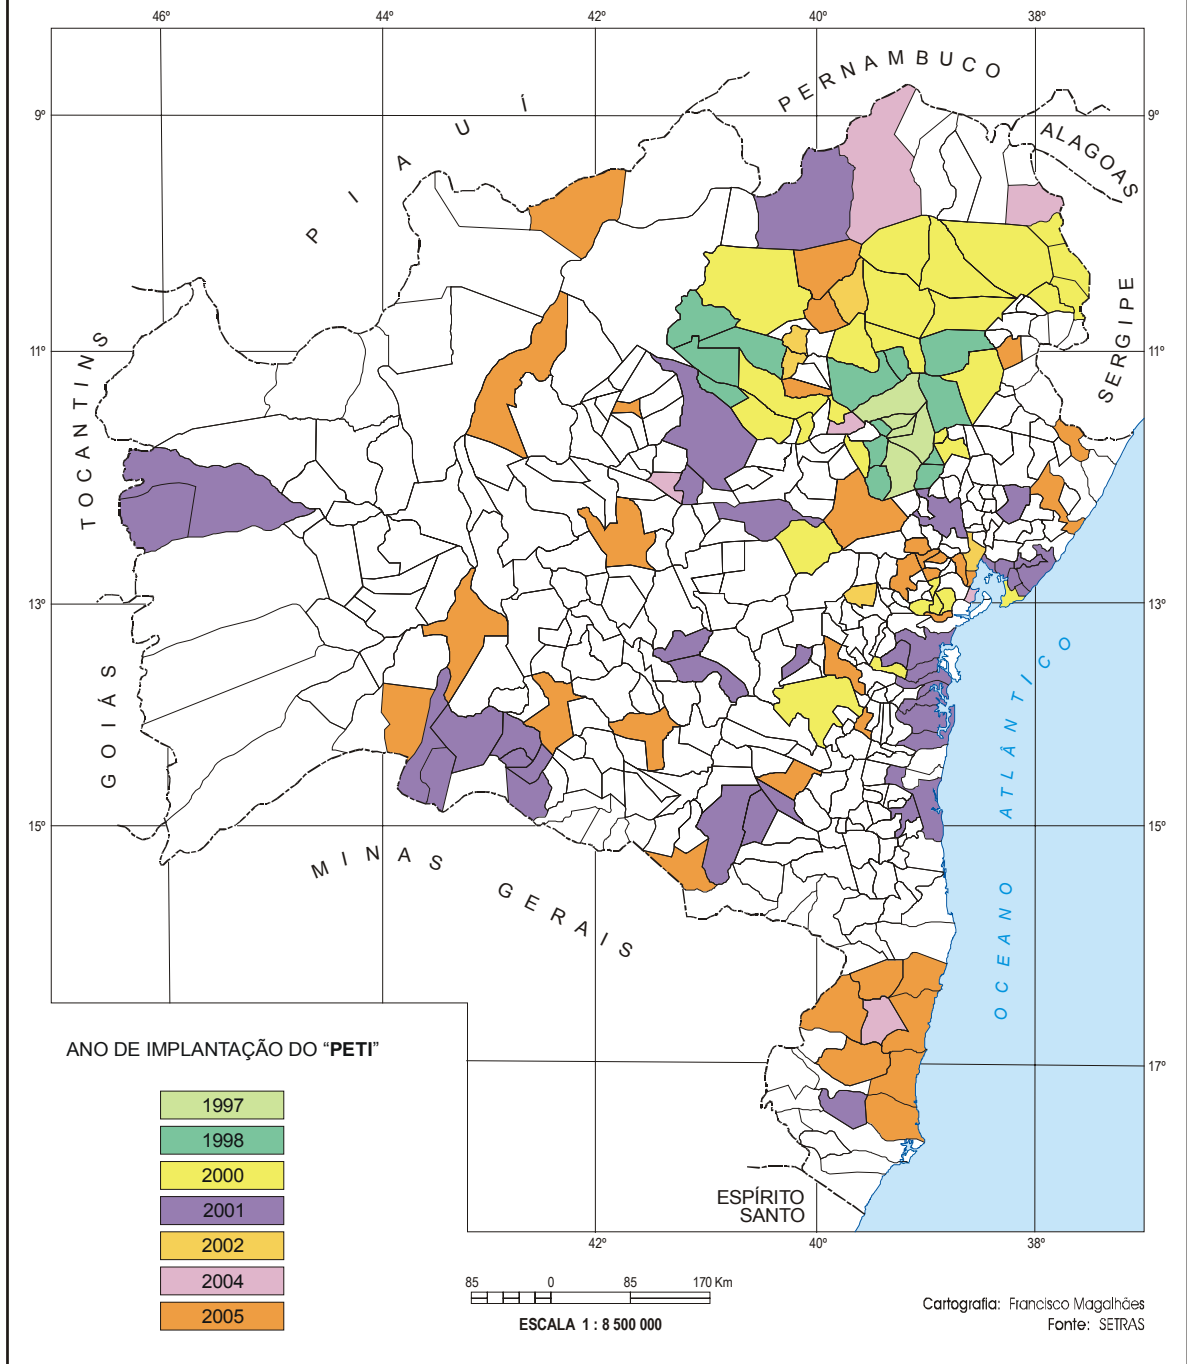 46º 44º 42º 40º 38º
PERNAMBUCO
9º 9º
ALAGOAS
PIAUÍ
SERGIPE
11º 11º
TOCANTINS
13º 13º
GOIÁS
OCEANO ATLÂNTICO
15º 15º
MINAS GERAIS
17º 17º
ESPÍRITO
SANTO
42º 40º 38º
ANO DE IMPLANTAÇÃO DO “PETI”
1997
1998
2000
2001
2002
2004
2005
85 0 85 170 Km
ESCALA 1 : 8 500 000
Cartografia: Francisco Magalhães
Fonte: SETRAS